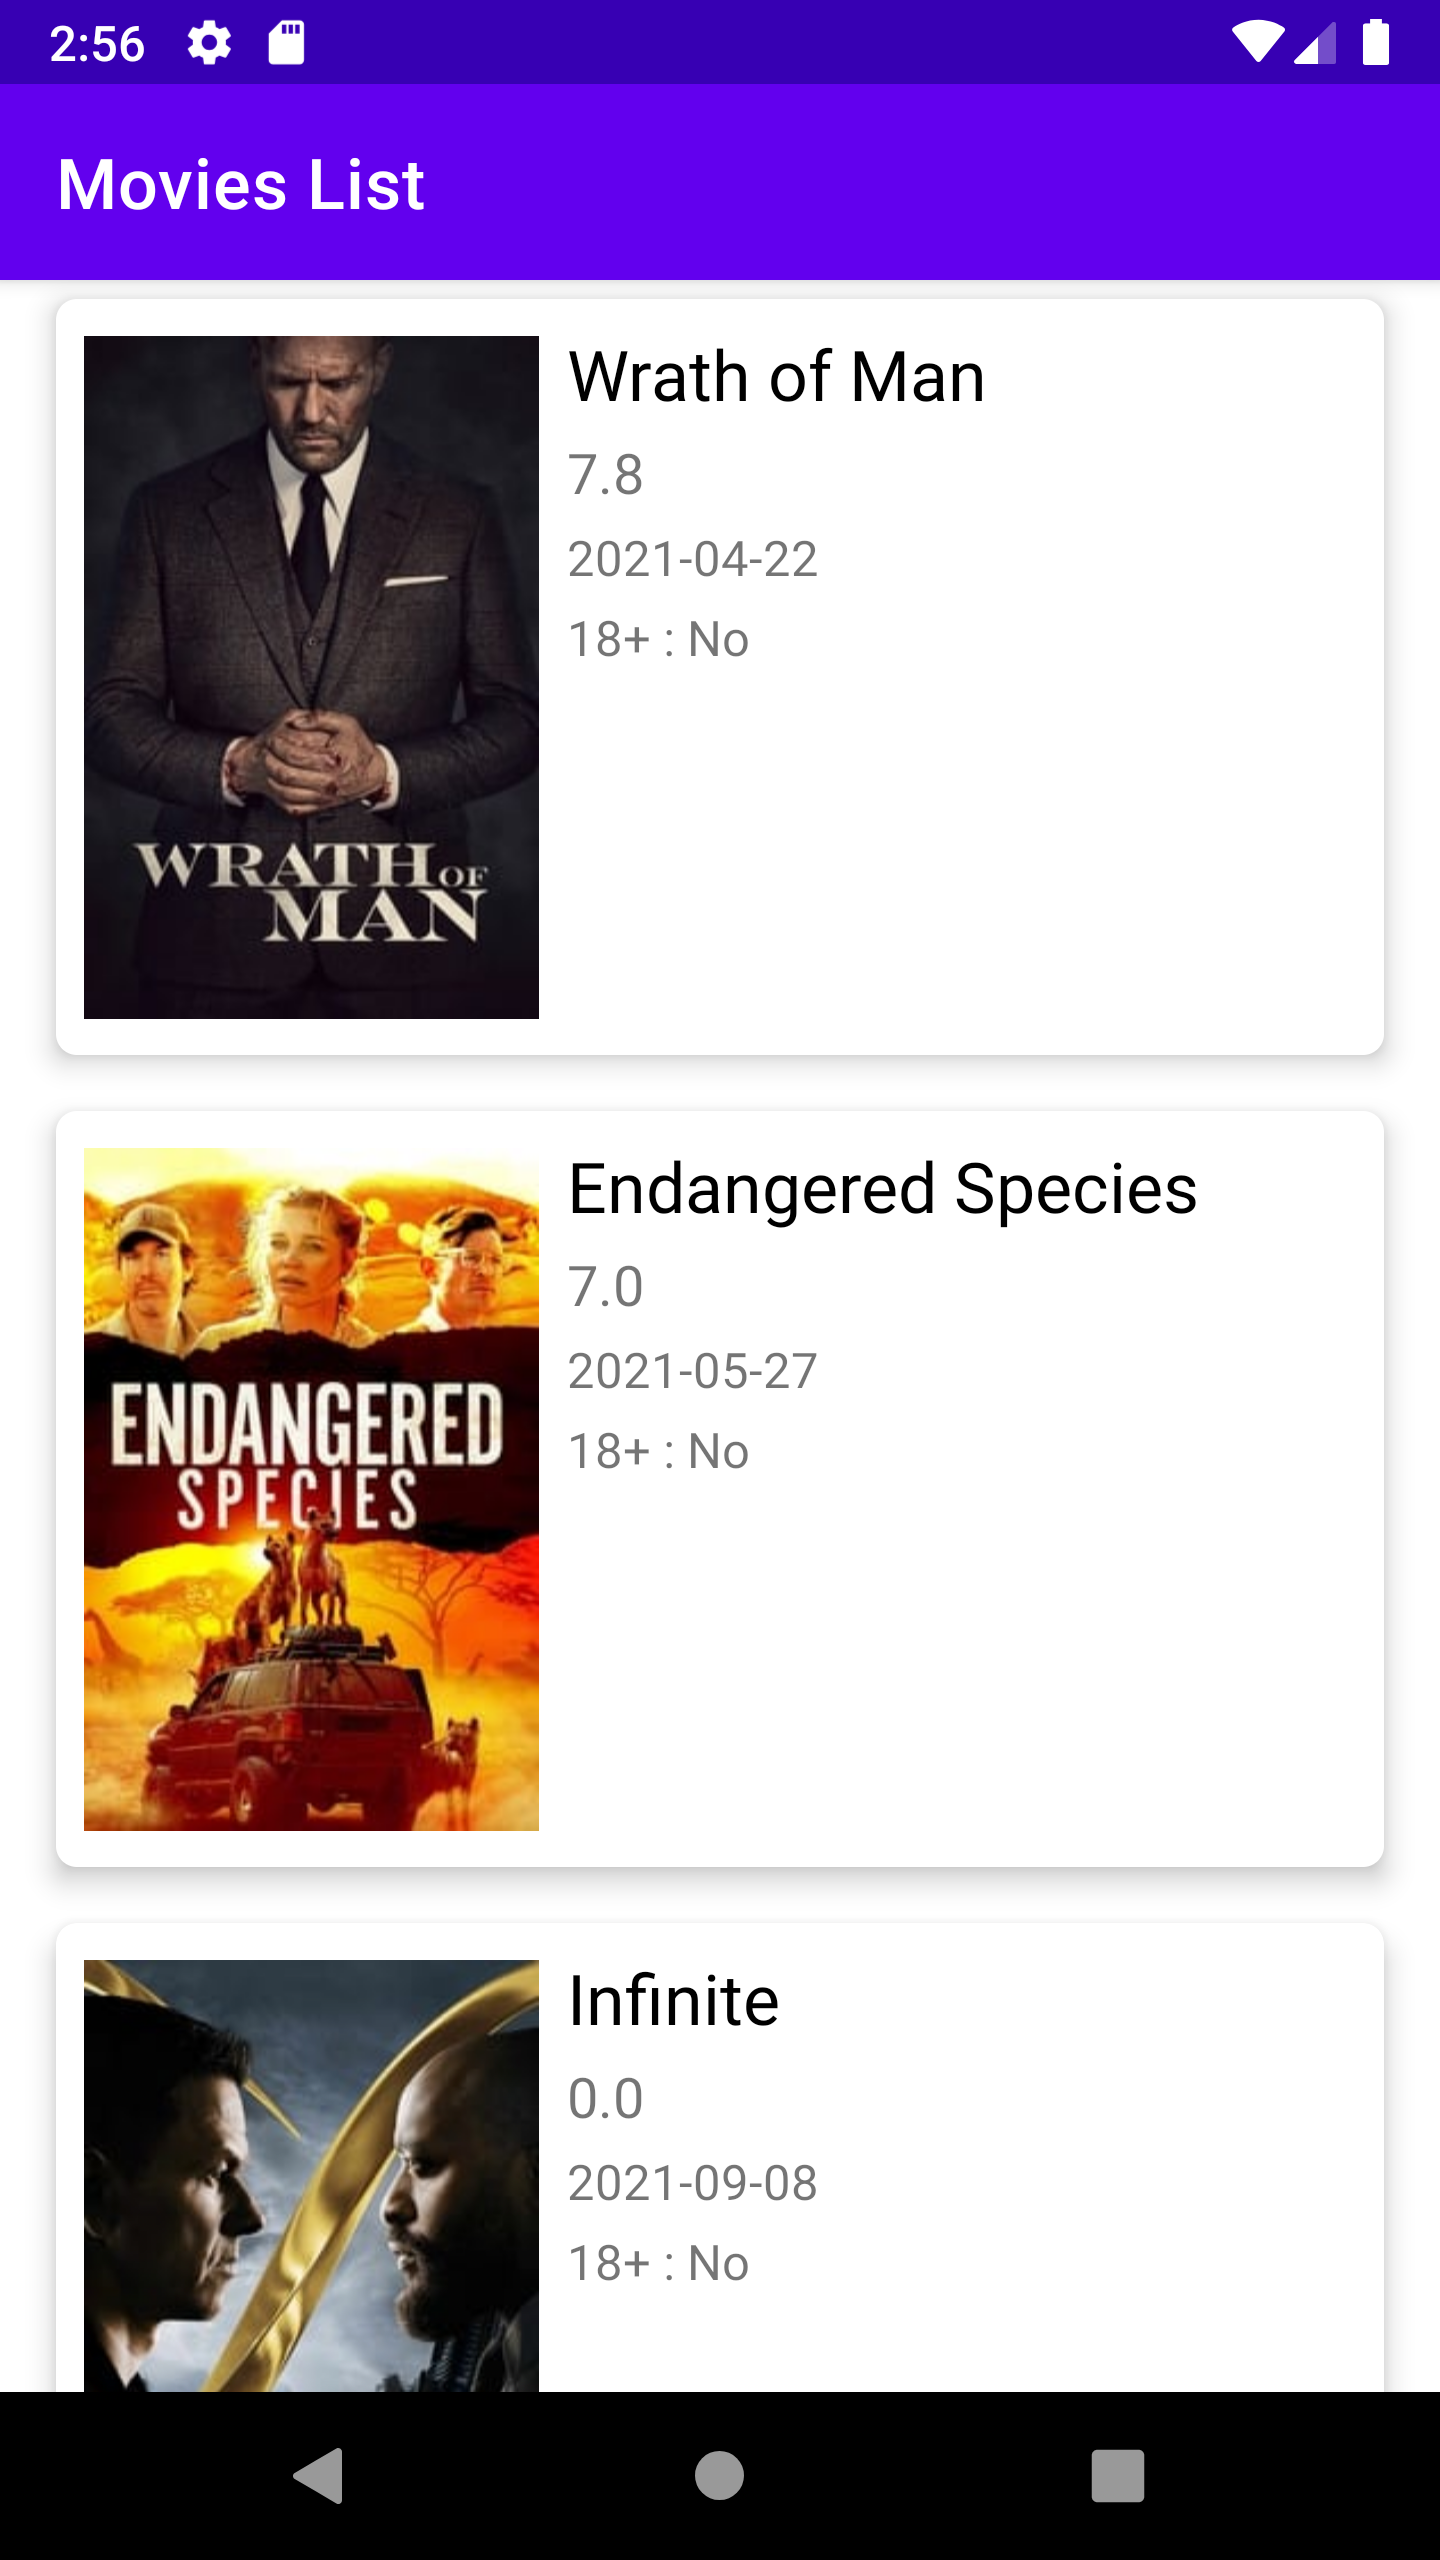 2:56
Movies List
Wrath of Man
7.8
2021-04-22
18+ : No
WRATH OF
MAN
Endangered Species
7.0
2021-05-27
18+ : No
ENDANGERED
SPECIES
Infinite
0.0
2021-09-08
18+ : No